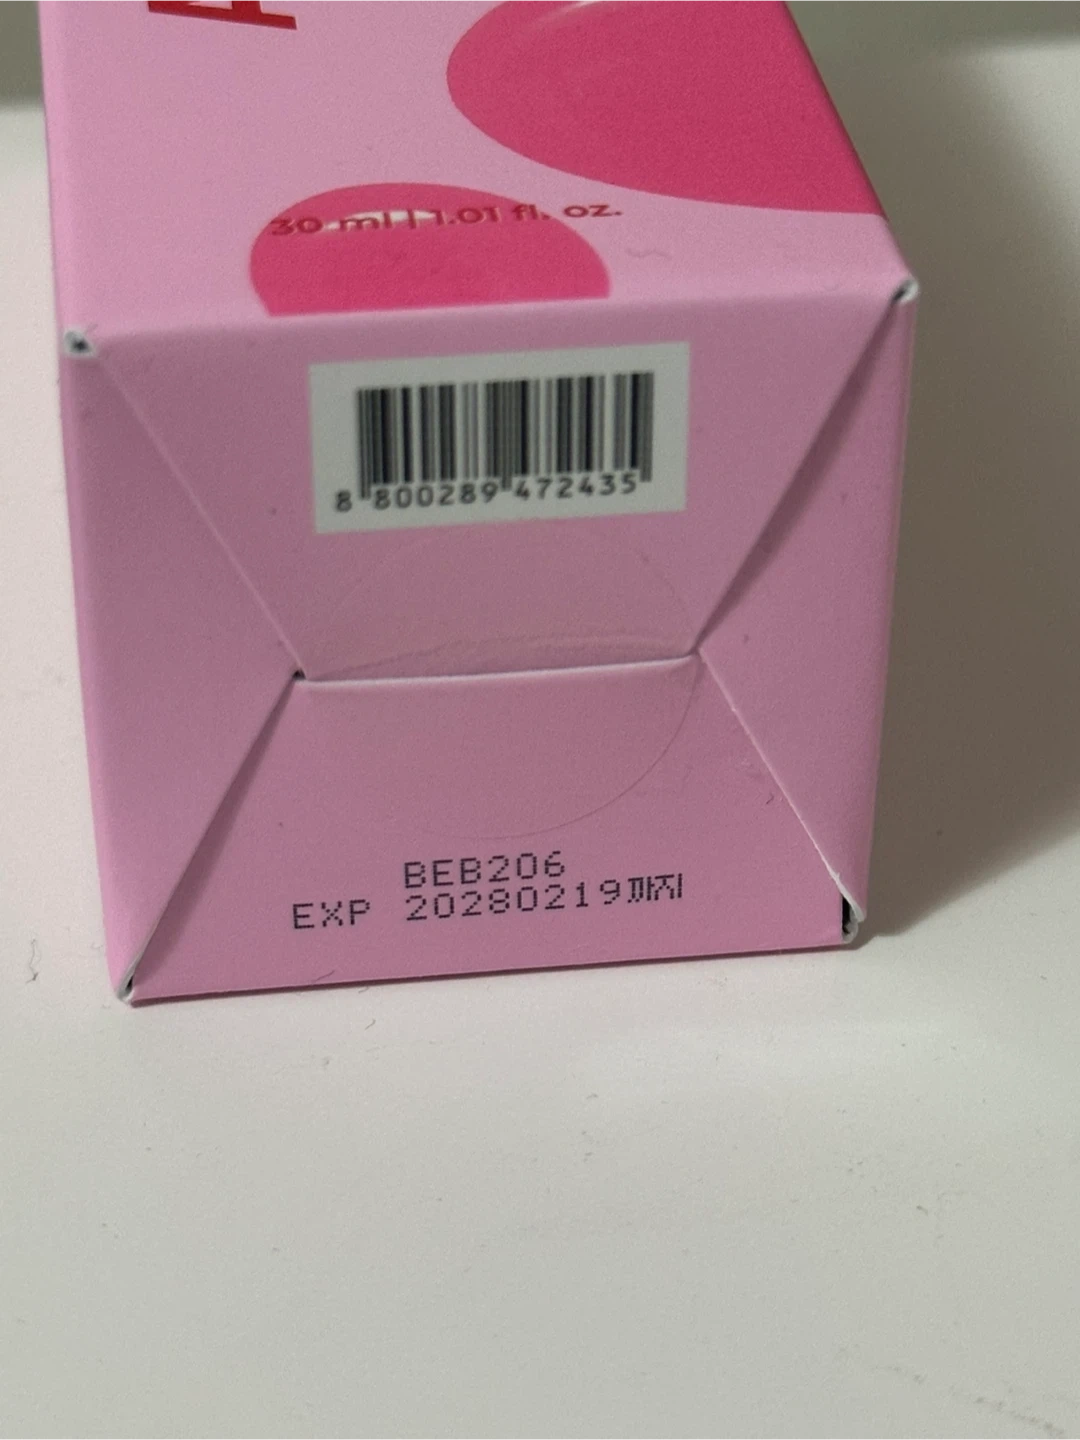 30 ml | 1.01 fl. oz.
8 800289 472435
BEB206
EXP 20280219까지